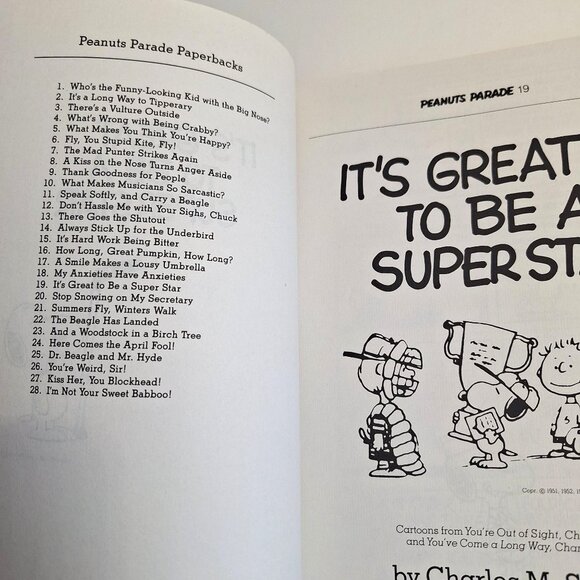 Peanuts Parade Paperbacks
1. Who's the Funny-Looking Kid with the Big Nose?
2. It's a Long Way to Tipperary
3. There's a Vulture Outside
4. What's Wrong with Being Crabby?
5. What Makes You Think You're Happy?
6. Fly, You Stupid Kite, Fly!
7. The Mad Punter Strikes Again
8. A Kiss on the Nose Turns Anger Aside
9. Thank Goodness for People
10. What Makes Musicians So Sarcastic?
11. Speak Softly, and Carry a Beagle
12. Don't Hassle Me with Your Sighs, Chuck
13. There Goes the Shutout
14. Always Stick Up for the Underbird
15. It's Hard Work Being Bitter
16. How Long, Great Pumpkin, How Long?
17. A Smile Makes a Lousy Umbrella
18. My Anxieties Have Anxieties
19. It's Great to Be a Super Star
20. Stop Snowing on My Secretary
21. Summers Fly, Winters Walk
22. The Beagle Has Landed
23. And a Woodstock in a Birch Tree
24. Here Comes the April Fool!
25. Dr. Beagle and Mr. Hyde
26. You're Weird, Sir!
27. Kiss Her, You Blockhead!
28. I'm Not Your Sweet Babboo!
PEANUTS PARADE 19
IT'S GREAT
TO BE A
SUPER STA
Copr. © 1951, 1952, 1
Cartoons from You're Out of Sight, Ch
and You've Come a Long Way, Char
by Charles M. S